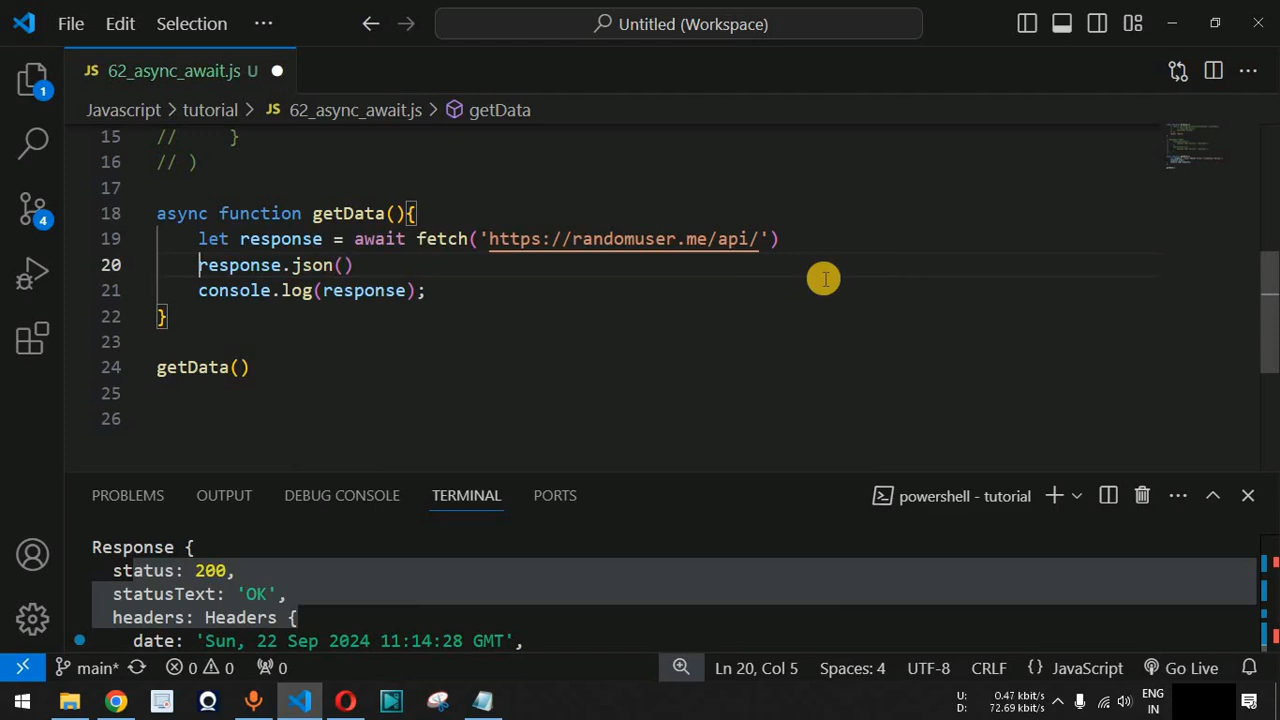 File Edit Selection ··· Untitled (Workspace)
JS 62_async_await.js U
Javascript > tutorial > JS 62_async_await.js > getData
15 // }
16 // )
17
18 async function getData(){
19 let response = await fetch('https://randomuser.me/api/')
20 response.json()
21 console.log(response);
22 }
23
24 getData()
25
26
1
4
PROBLEMS OUTPUT DEBUG CONSOLE TERMINAL PORTS powershell - tutorial
Response {
status: 200,
statusText: 'OK',
headers: Headers {
date: 'Sun, 22 Sep 2024 11:14:28 GMT',
main* 0 0 0 Ln 20, Col 5 Spaces: 4 UTF-8 CRLF {} JavaScript Go Live
U: 0.47 kbit/s
D: 72.69 kbit/s
ENG
IN